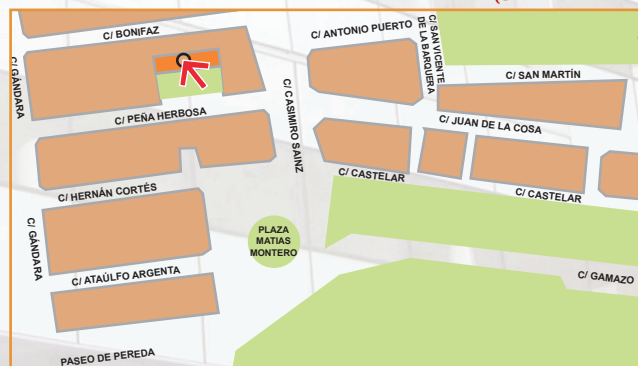 C/ BONIFAZ
C/ ANTONIO PUERTO
C/ SAN VICENTE
DE LA BARQUERA
C/ GÁNDARA
C/ SAN MARTÍN
C/ PEÑA HERBOSA
C/ CASIMIRO SAINZ
C/ JUAN DE LA COSA
C/ CASTELAR
C/ CASTELAR
C/ HERNÁN CORTÉS
C/ GÁNDARA
PLAZA
MATIAS
MONTERO
C/ ATAÚLFO ARGENTA
C/ GAMAZO
PASEO DE PEREDA